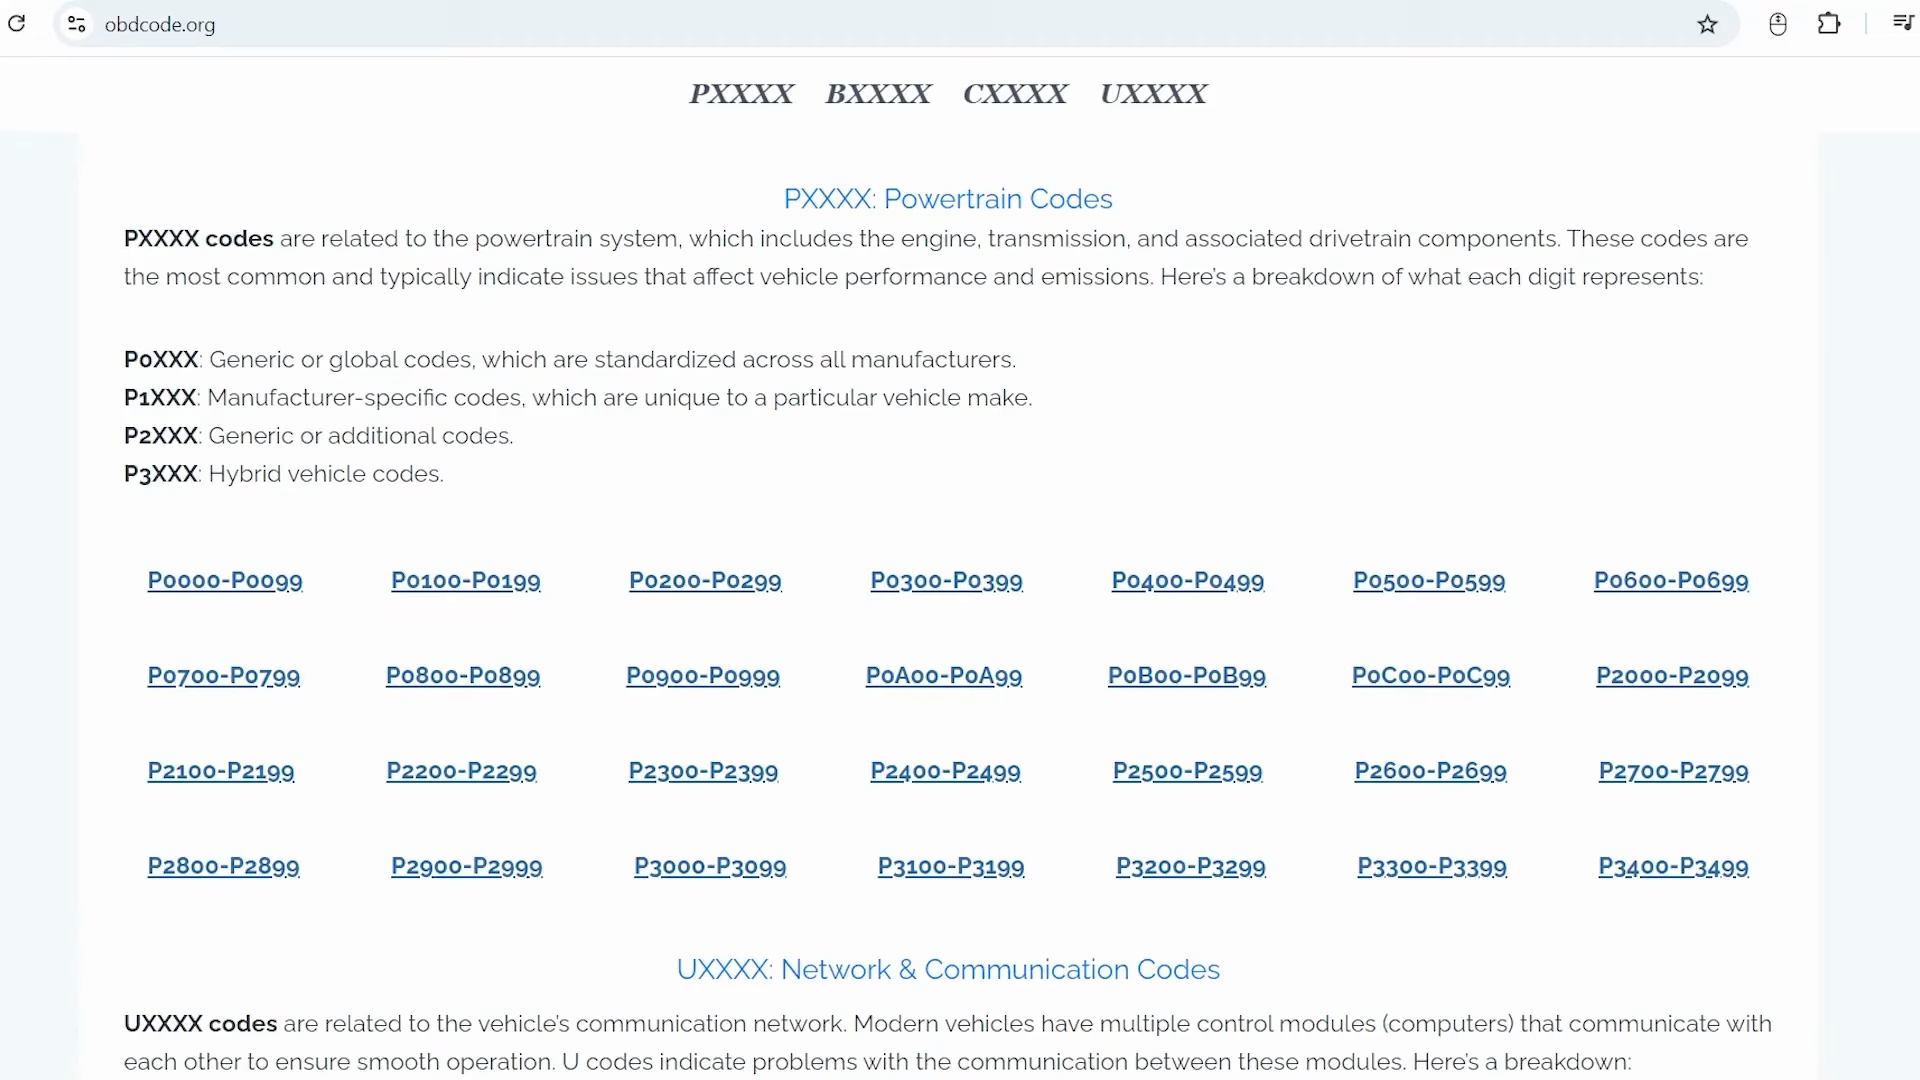 obdcode.org
PXXXX BXXXX CXXXX UXXXX
PXXXX: Powertrain Codes
PXXXX codes are related to the powertrain system, which includes the engine, transmission, and associated drivetrain components. These codes are
the most common and typically indicate issues that affect vehicle performance and emissions. Here's a breakdown of what each digit represents:
P0XXX: Generic or global codes, which are standardized across all manufacturers.
P1XXX: Manufacturer-specific codes, which are unique to a particular vehicle make.
P2XXX: Generic or additional codes.
P3XXX: Hybrid vehicle codes.
P0000-P0099 P0100-P0199 P0200-P0299 P0300-P0399 P0400-P0499 P0500-P0599 P0600-P0699
P0700-P0799 P0800-P0899 P0900-P0999 P0A00-P0A99 P0B00-P0B99 P0C00-P0C99 P2000-P2099
P2100-P2199 P2200-P2299 P2300-P2399 P2400-P2499 P2500-P2599 P2600-P2699 P2700-P2799
P2800-P2899 P2900-P2999 P3000-P3099 P3100-P3199 P3200-P3299 P3300-P3399 P3400-P3499
UXXXX: Network & Communication Codes
UXXXX codes are related to the vehicle's communication network. Modern vehicles have multiple control modules (computers) that communicate with
each other to ensure smooth operation. U codes indicate problems with the communication between these modules. Here's a breakdown: